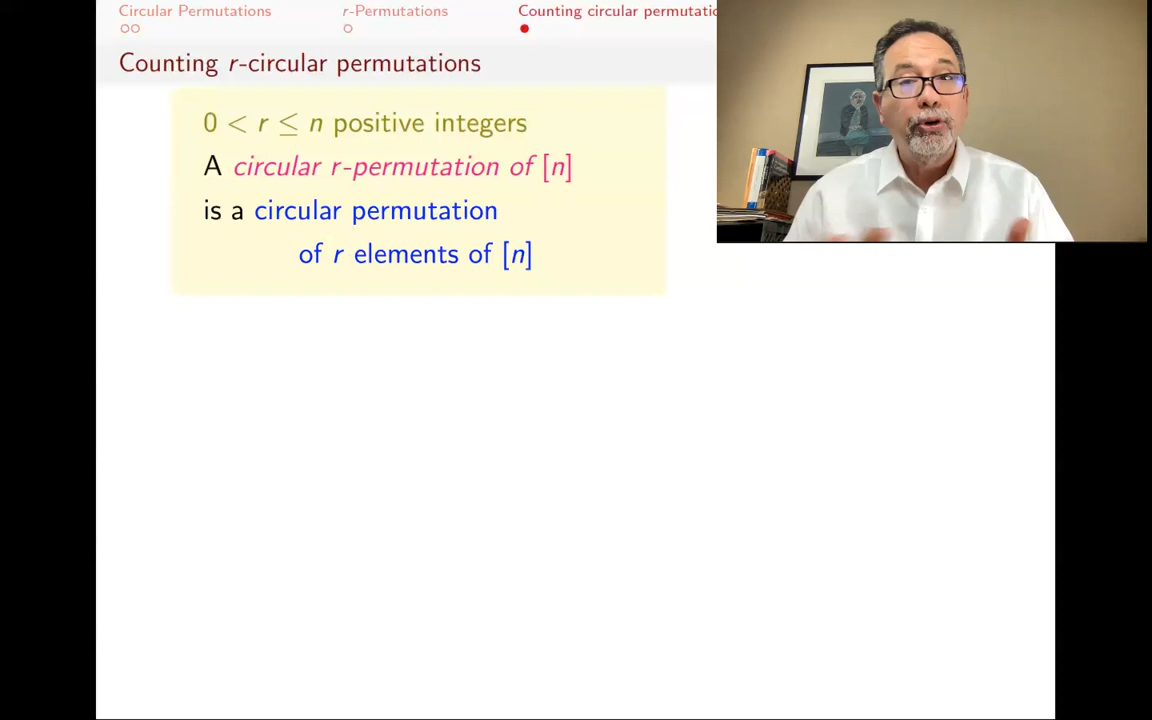 Circular Permutations
r-Permutations
Counting circular
Counting r-circular permutations
0 < r ≤ n positive integers
A circular r-permutation of [n]
is a circular permutation
of r elements of [n]